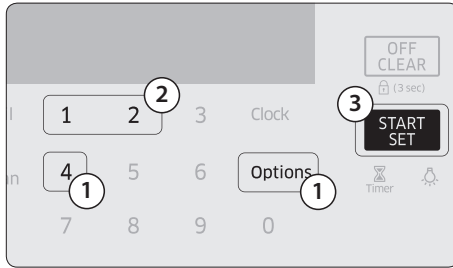 OFF
CLEAR
(3 sec)
2
3
l 1 2 3 Clock
START
SET
an 4 5 6 Options
1 1
Timer
7 8 9 0